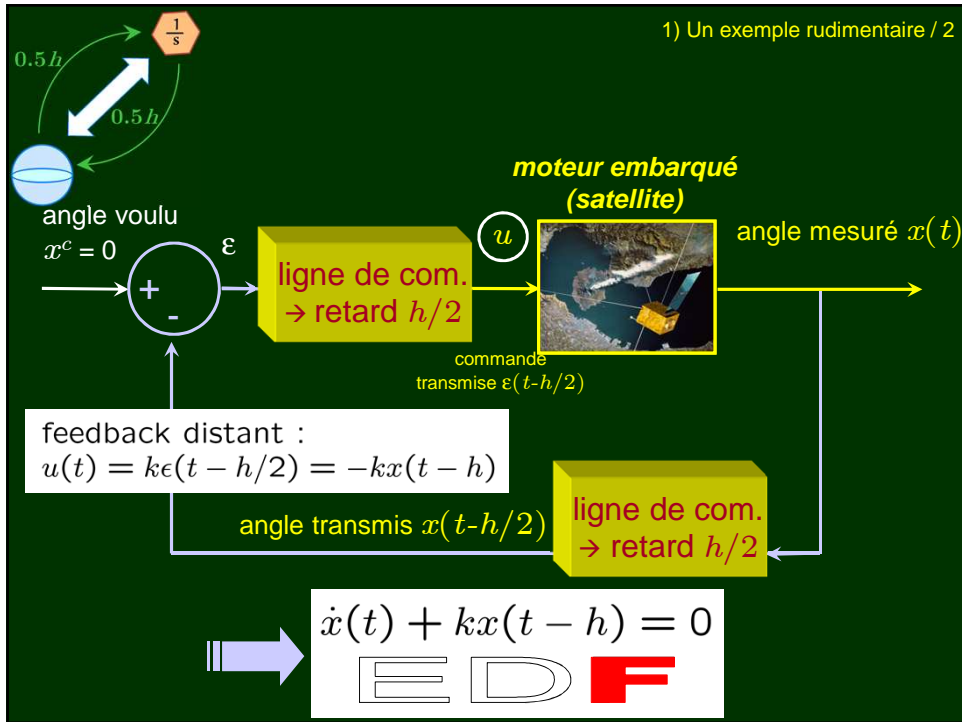 1) Un exemple rudimentaire / 2
1/s
0.5h
0.5h
moteur embarqué
(satellite)
angle voulu
xᶜ = 0
ε
u
angle mesuré x(t)
+
-
ligne de com.
→ retard h/2
commande
transmise ε(t-h/2)
feedback distant :
u(t) = kϵ(t − h/2) = −kx(t − h)
angle transmis x(t-h/2)
ligne de com.
→ retard h/2
ẋ(t) + kx(t − h) = 0
EDF